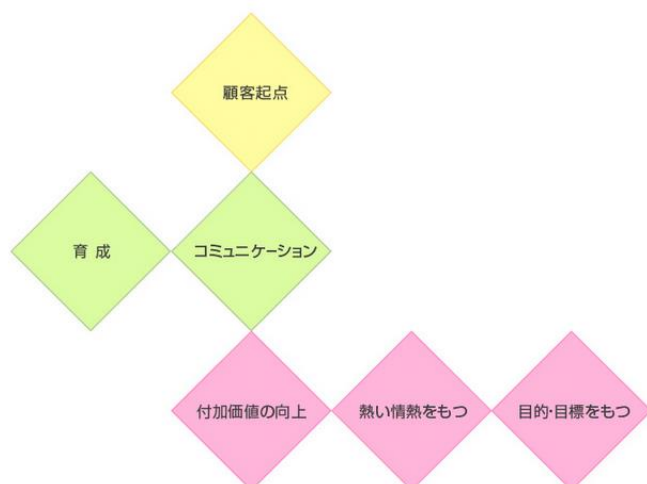 顧客起点
育 成
コミュニケーション
付加価値の向上
熱い情熱をもつ
目的・目標をもつ